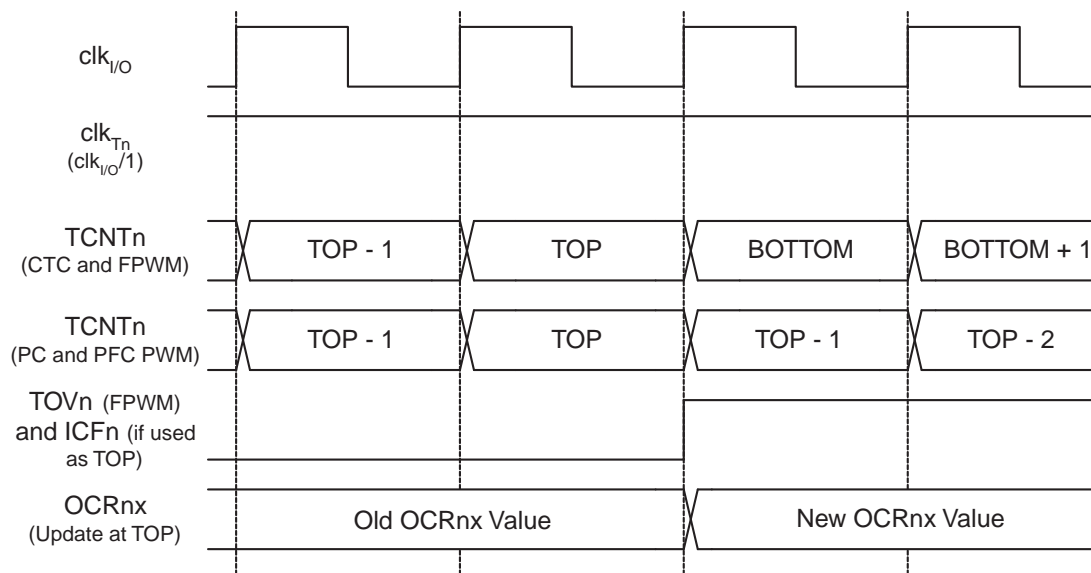 clkI/O
clkTn
(clkI/O/1)
TCNTn
(CTC and FPWM)
TOP - 1
TOP
BOTTOM
BOTTOM + 1
TCNTn
(PC and PFC PWM)
TOP - 1
TOP
TOP - 1
TOP - 2
TOVn (FPWM)
and ICFn (if used
as TOP)
OCRnx
(Update at TOP)
Old OCRnx Value
New OCRnx Value